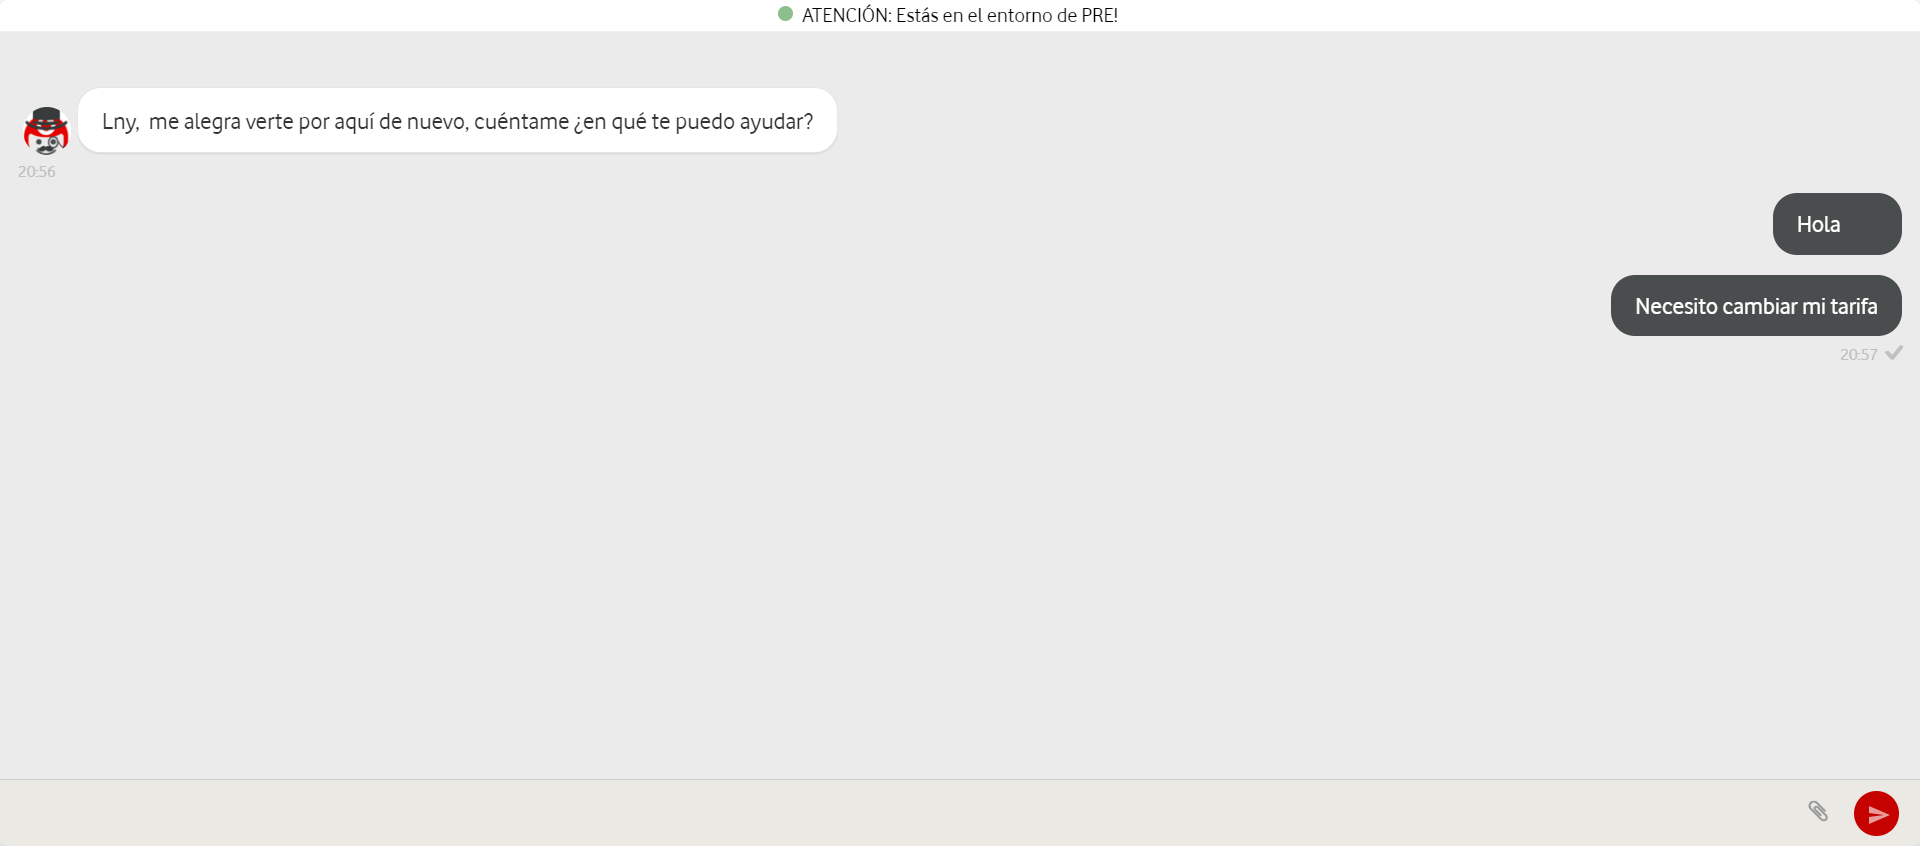 ATENCIÓN: Estás en el entorno de PRE!
Lny, me alegra verte por aquí de nuevo, cuéntame ¿en qué te puedo ayudar?
20:56
Hola
Necesito cambiar mi tarifa
20:57